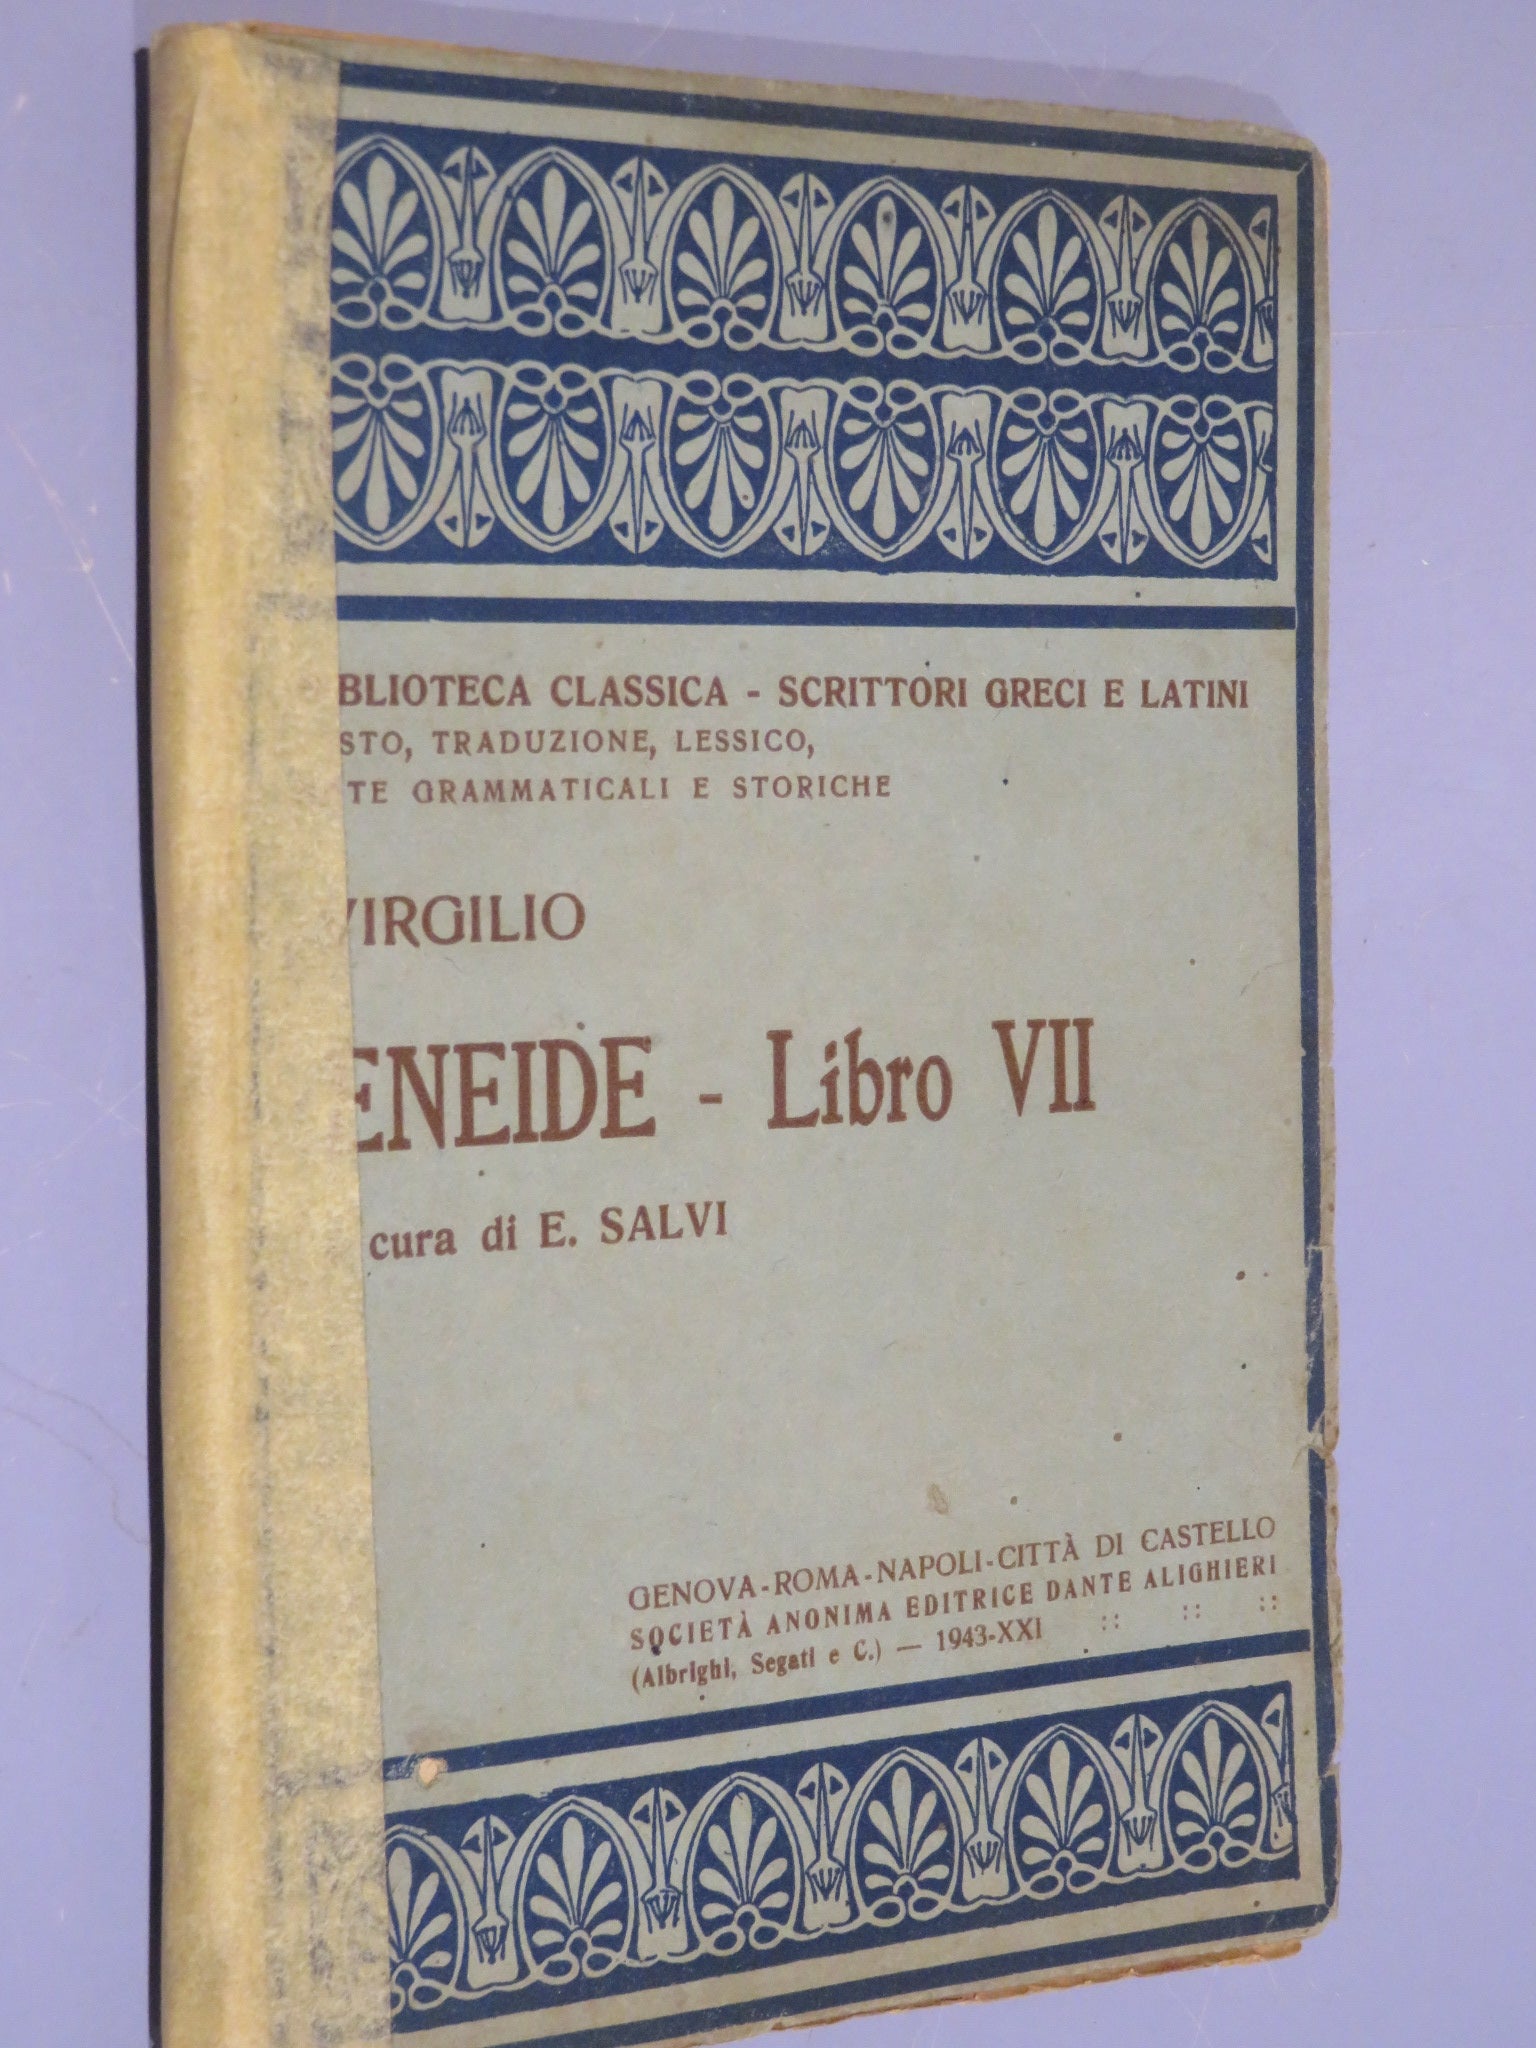 BLIOTECA CLASSICA - SCRITTORI GRECI E LATINI
STO, TRADUZIONE, LESSICO,
TE GRAMMATICALI E STORICHE
VIRGILIO
ENEIDE - Libro VII
cura di E. SALVI
GENOVA-ROMA-NAPOLI-CITTÀ DI CASTELLO
SOCIETÀ ANONIMA EDITRICE DANTE ALIGHIERI
(Albrighi, Segati e C.) — 1943-XXI :: :: ::